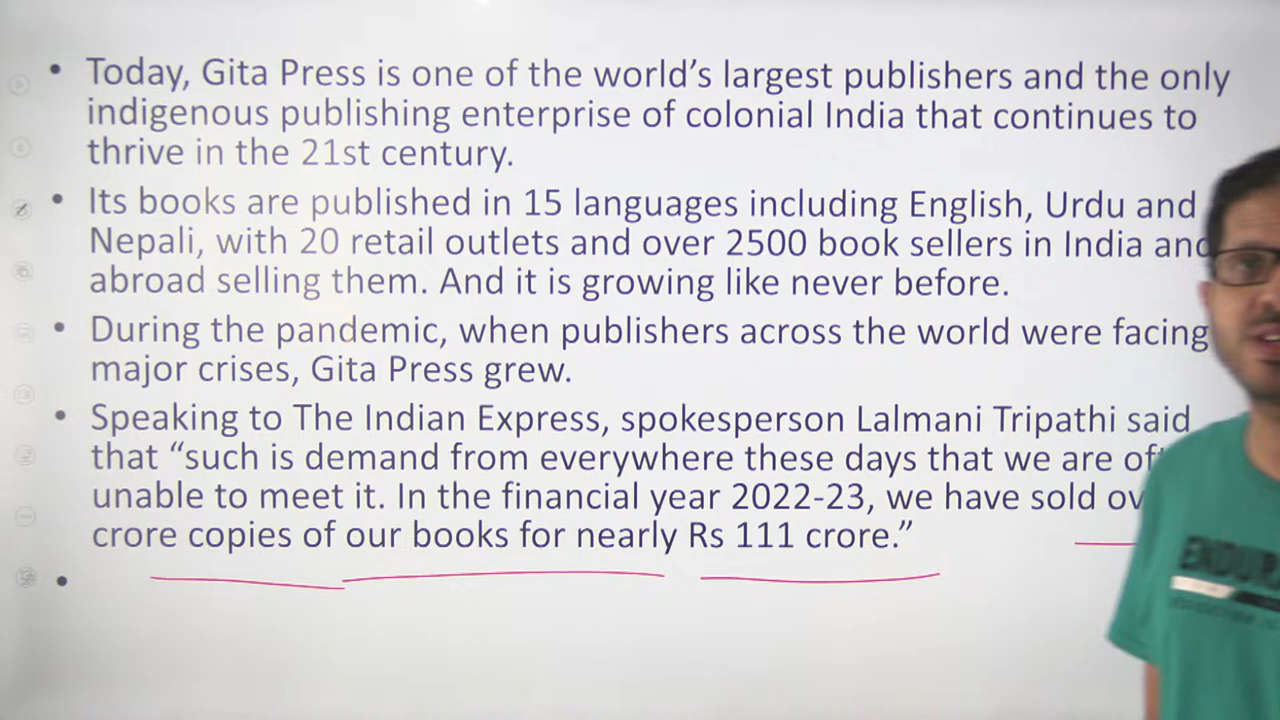 • Today, Gita Press is one of the world's largest publishers and the only
indigenous publishing enterprise of colonial India that continues to
thrive in the 21st century.
• Its books are published in 15 languages including English, Urdu and
Nepali, with 20 retail outlets and over 2500 book sellers in India and
abroad selling them. And it is growing like never before.
• During the pandemic, when publishers across the world were facing
major crises, Gita Press grew.
• Speaking to The Indian Express, spokesperson Lalmani Tripathi said
that “such is demand from everywhere these days that we are
unable to meet it. In the financial year 2022-23, we have sold
crore copies of our books for nearly Rs 111 crore.”
•